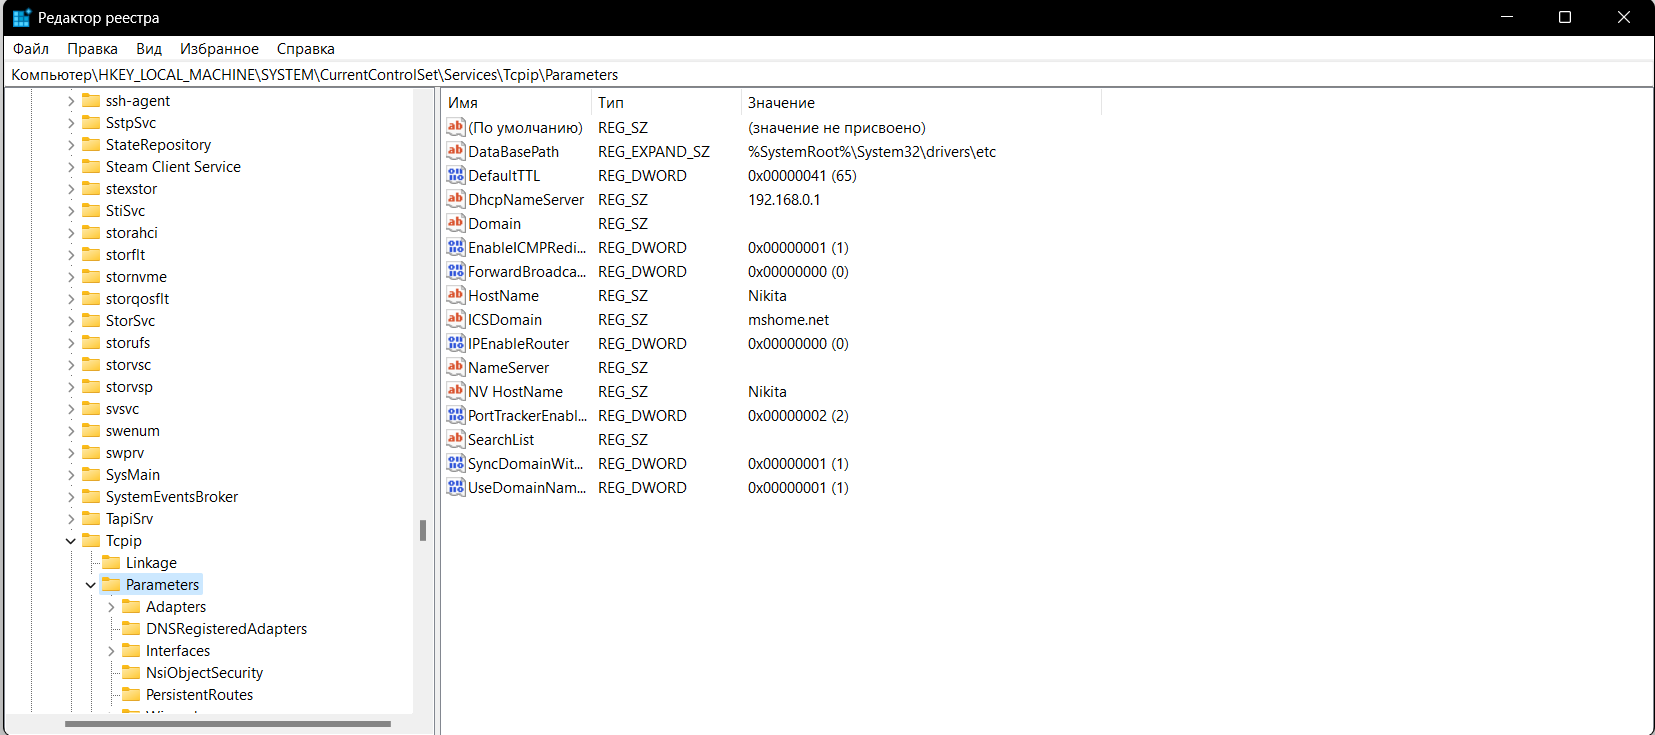 Редактор реестра
Файл Правка Вид Избранное Справка
Компьютер\HKEY_LOCAL_MACHINE\SYSTEM\CurrentControlSet\Services\Tcpip\Parameters
ssh-agent
SstpSvc
StateRepository
Steam Client Service
stexstor
StiSvc
storahci
storflt
stornvme
storqosflt
StorSvc
storufs
storvsc
storvsp
svsvc
swenum
swprv
SysMain
SystemEventsBroker
TapiSrv
Tcpip
Linkage
Parameters
Adapters
DNSRegisteredAdapters
Interfaces
NsiObjectSecurity
PersistentRoutes
Имя Тип Значение
(По умолчанию) REG_SZ (значение не присвоено)
DataBasePath REG_EXPAND_SZ %SystemRoot%\System32\drivers\etc
DefaultTTL REG_DWORD 0x00000041 (65)
DhcpNameServer REG_SZ 192.168.0.1
Domain REG_SZ
EnableICMPRedi... REG_DWORD 0x00000001 (1)
ForwardBroadca... REG_DWORD 0x00000000 (0)
HostName REG_SZ Nikita
ICSDomain REG_SZ mshome.net
IPEnableRouter REG_DWORD 0x00000000 (0)
NameServer REG_SZ
NV HostName REG_SZ Nikita
PortTrackerEnabl... REG_DWORD 0x00000002 (2)
SearchList REG_SZ
SyncDomainWit... REG_DWORD 0x00000001 (1)
UseDomainNam... REG_DWORD 0x00000001 (1)